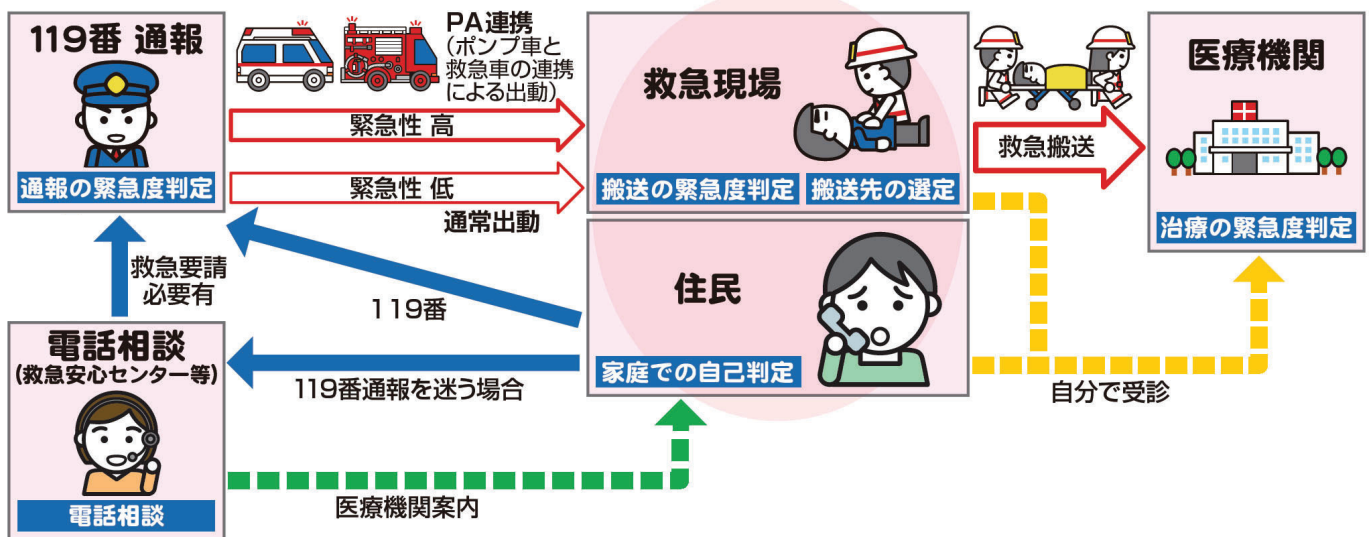 119番 通報
通報の緊急度判定
PA連携
(ポンプ車と
救急車の連携
による出動)
緊急性 高
緊急性 低
通常出動
救急現場
搬送の緊急度判定
搬送先の選定
救急搬送
医療機関
治療の緊急度判定
救急要請
必要有
119番
住民
家庭での自己判定
電話相談
(救急安心センター等)
電話相談
119番通報を迷う場合
自分で受診
医療機関案内